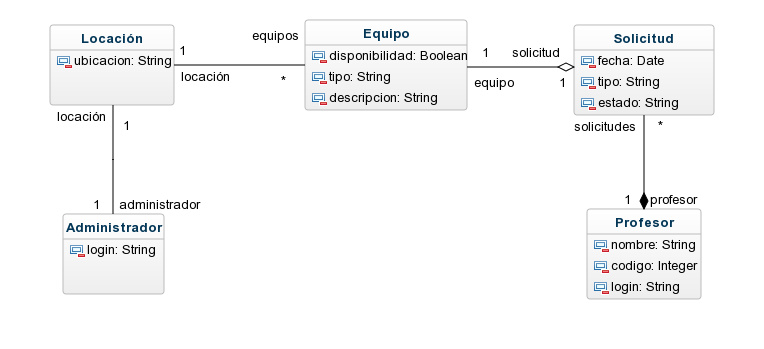 Locación
ubicacion: String
1
locación
equipos
*
Equipo
disponibilidad: Boolean
tipo: String
descripcion: String
1
equipo
solicitud
1
Solicitud
fecha: Date
tipo: String
estado: String
solicitudes
*
locación
1
1
administrador
Administrador
login: String
1
profesor
Profesor
nombre: String
codigo: Integer
login: String